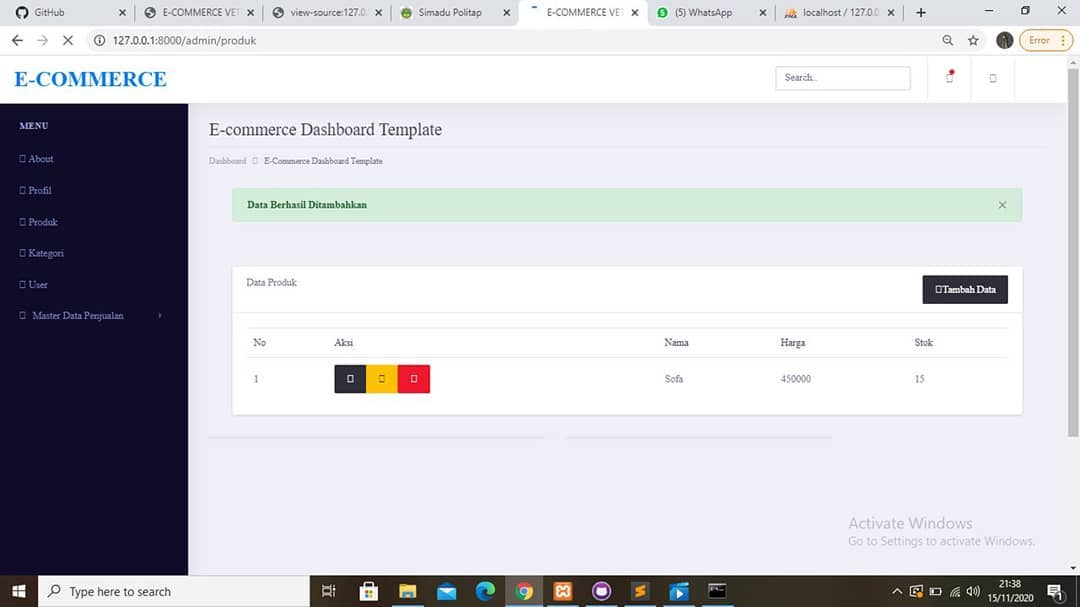 GitHub
E-COMMERCE VET
view-source:127.0.
Simadu Politap
E-COMMERCE VET
(5) WhatsApp
localhost / 127.0.0
127.0.0.1:8000/admin/produk
Error
E-COMMERCE
Search..
MENU
About
Profil
Produk
Kategori
User
Master Data Penjualan
E-commerce Dashboard Template
Dashboard E-Commerce Dashboard Template
Data Berhasil Ditambahkan
Data Produk
Tambah Data
No Aksi Nama Harga Stok
1 Sofa 450000 15
Activate Windows
Go to Settings to activate Windows.
Type here to search
21:38
15/11/2020
1